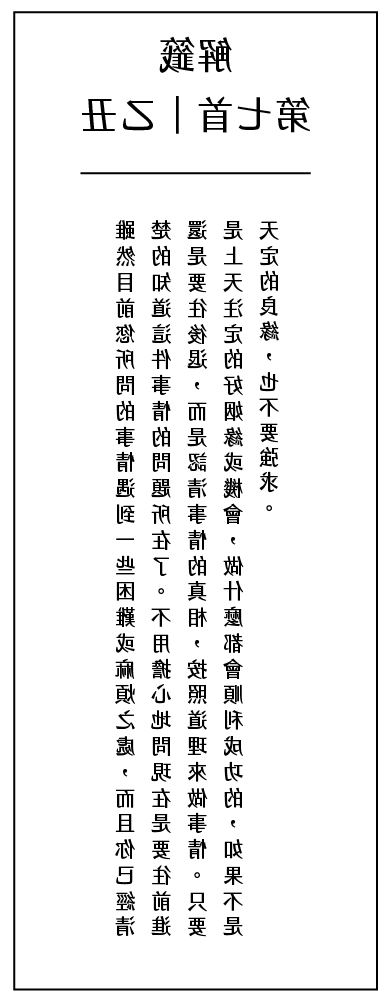 解籤
第七首｜乙丑
雖然目前您所問的事情遇到一些困難或麻煩之處，而且你已經清
楚的知道這件事情的問題所在了。不用擔心地問現在是要往前進
還是要往後退，而是認清事情的真相，按照道理來做事情。只要
是上天注定的好姻緣或機會，做什麼都會順利成功的，如果不是
天定的良緣，也不要強求。